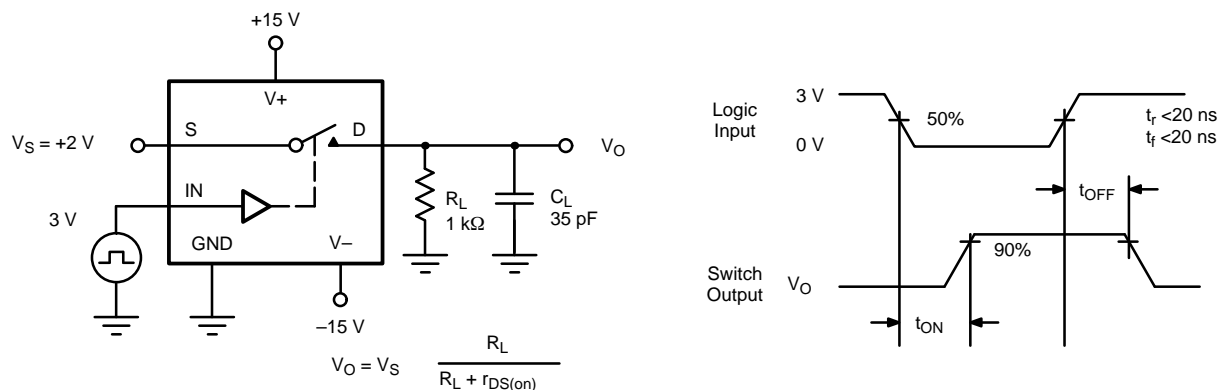 +15 V
V+
S
D
V_S = +2 V
V_O
IN
R_L
1 kΩ
C_L
35 pF
3 V
GND
V–
–15 V
V_O = V_S R_L / R_L + r_DS(on)
Logic
Input
3 V
0 V
50%
t_r <20 ns
t_f <20 ns
t_OFF
Switch
Output
V_O
90%
t_ON